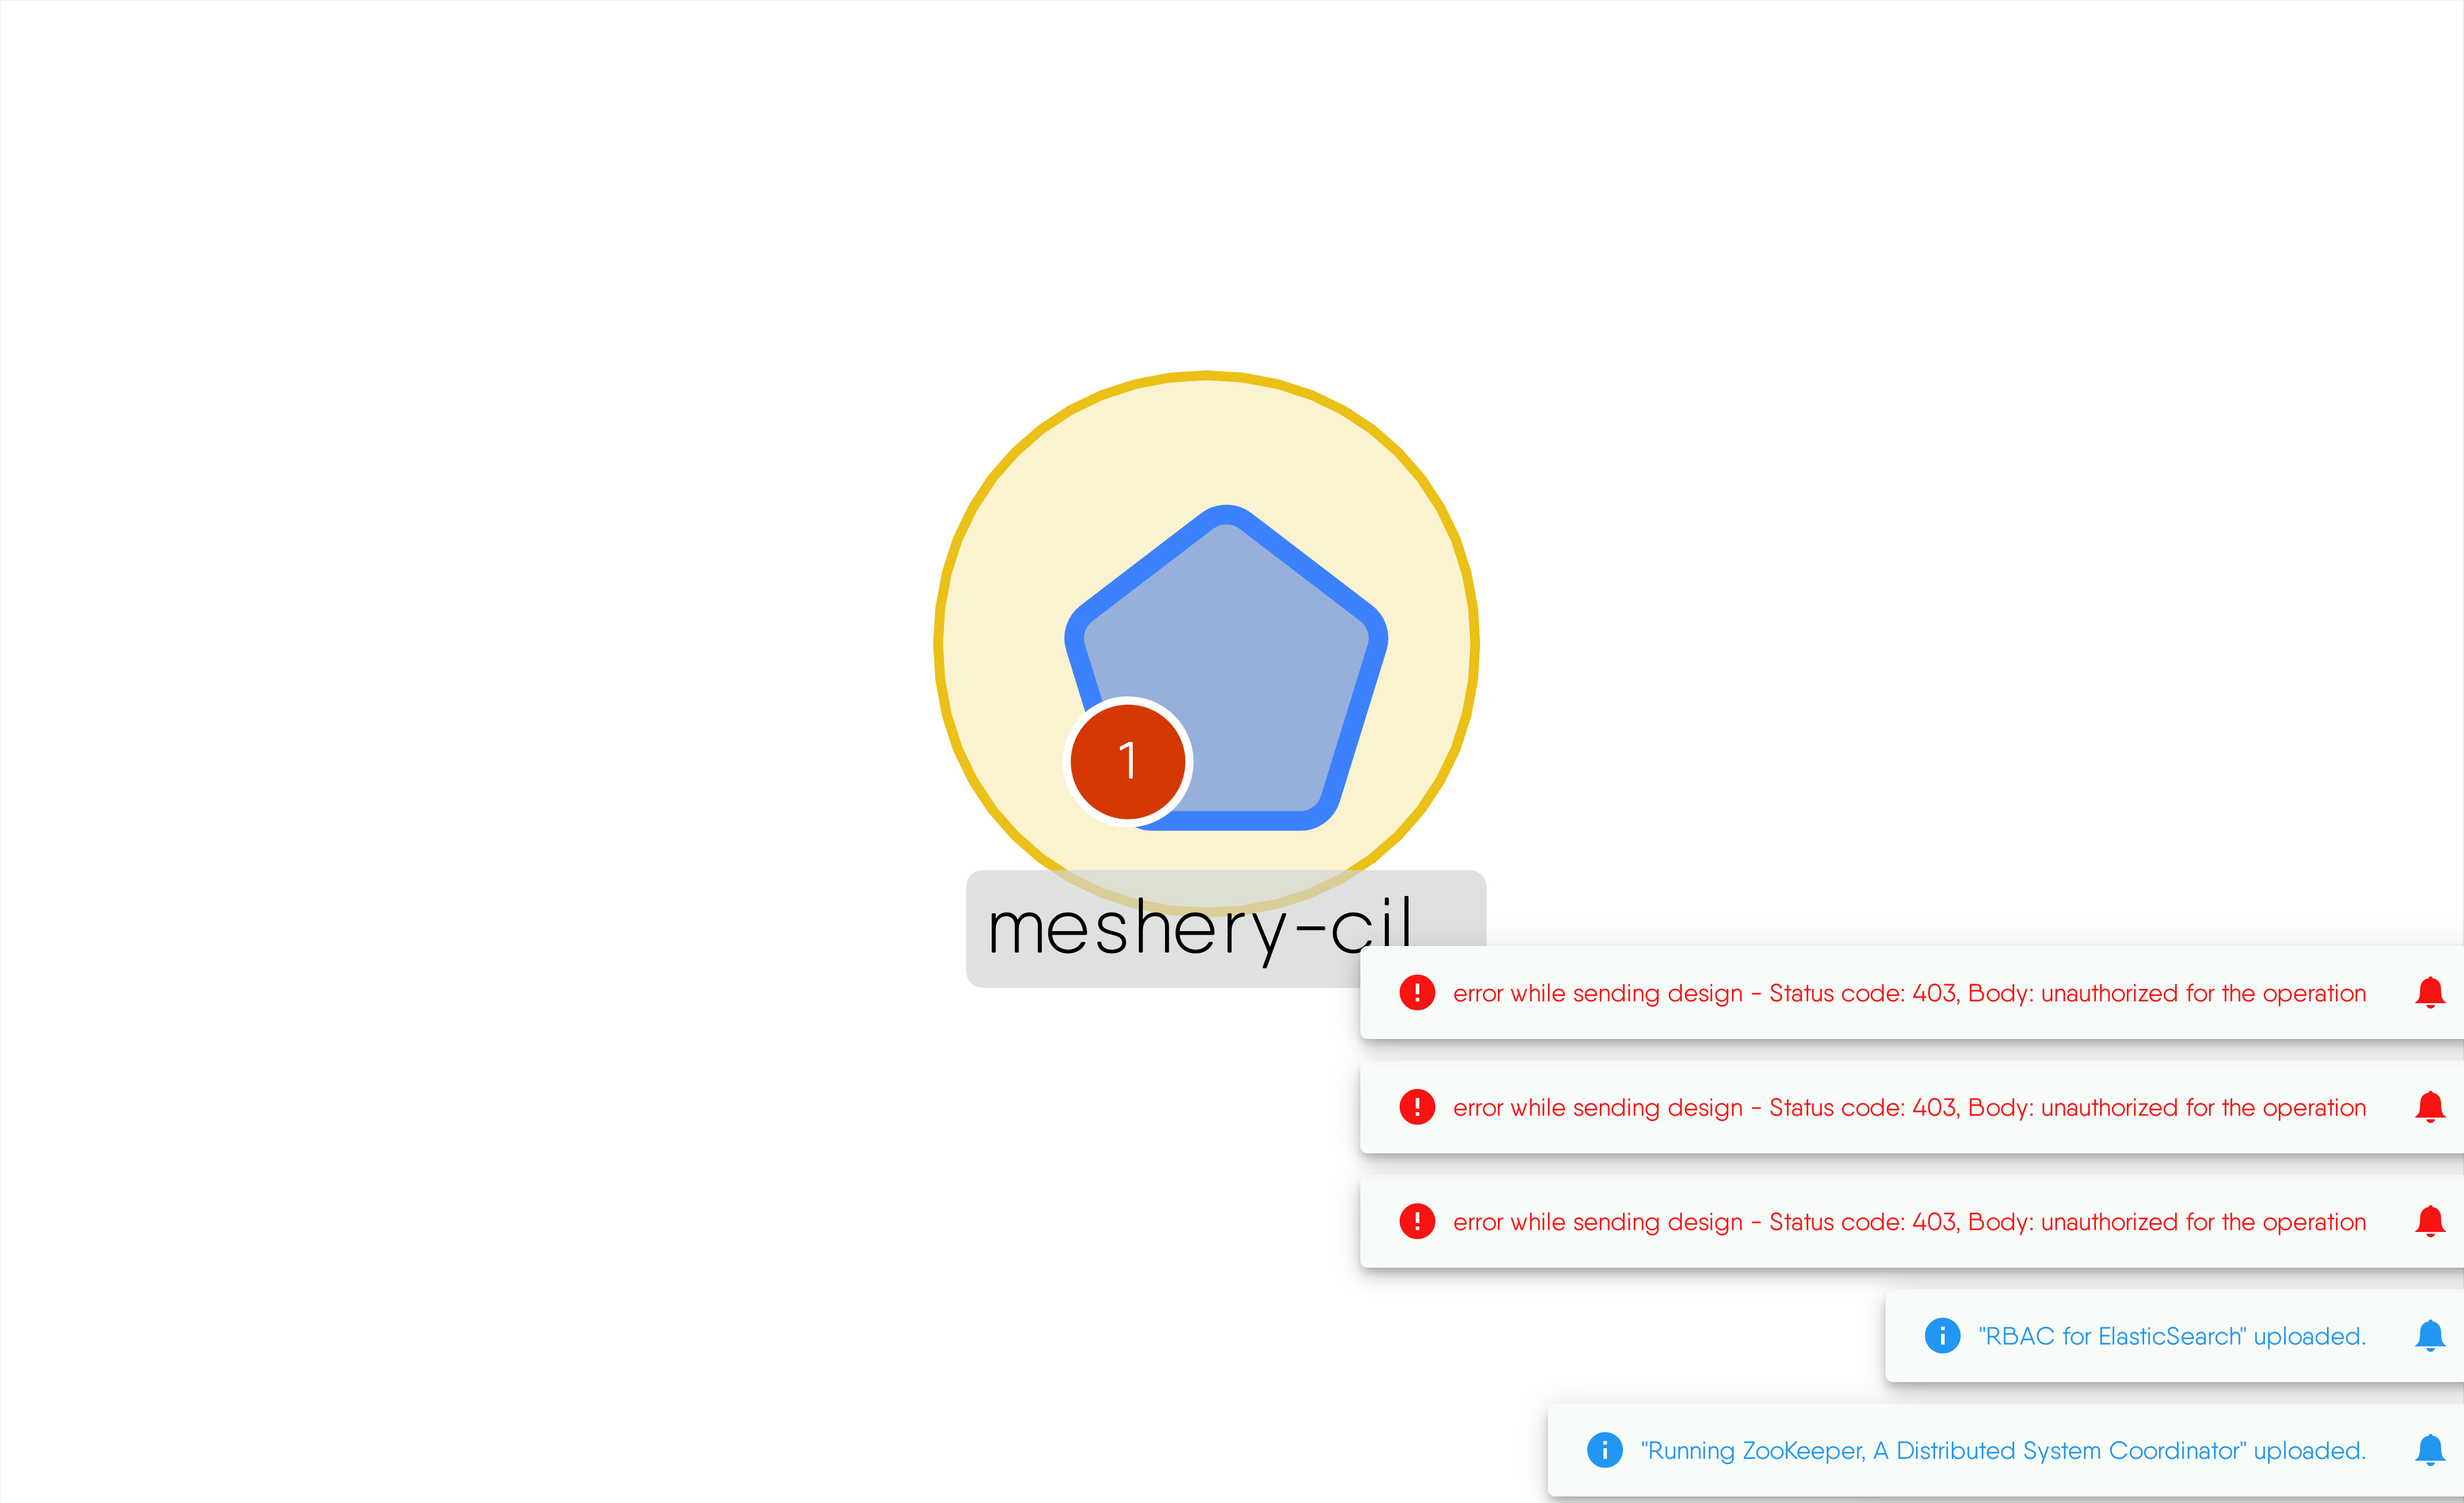 1
meshery-cil
error while sending design - Status code: 403, Body: unauthorized for the operation
error while sending design - Status code: 403, Body: unauthorized for the operation
error while sending design - Status code: 403, Body: unauthorized for the operation
"RBAC for ElasticSearch" uploaded.
"Running ZooKeeper, A Distributed System Coordinator" uploaded.